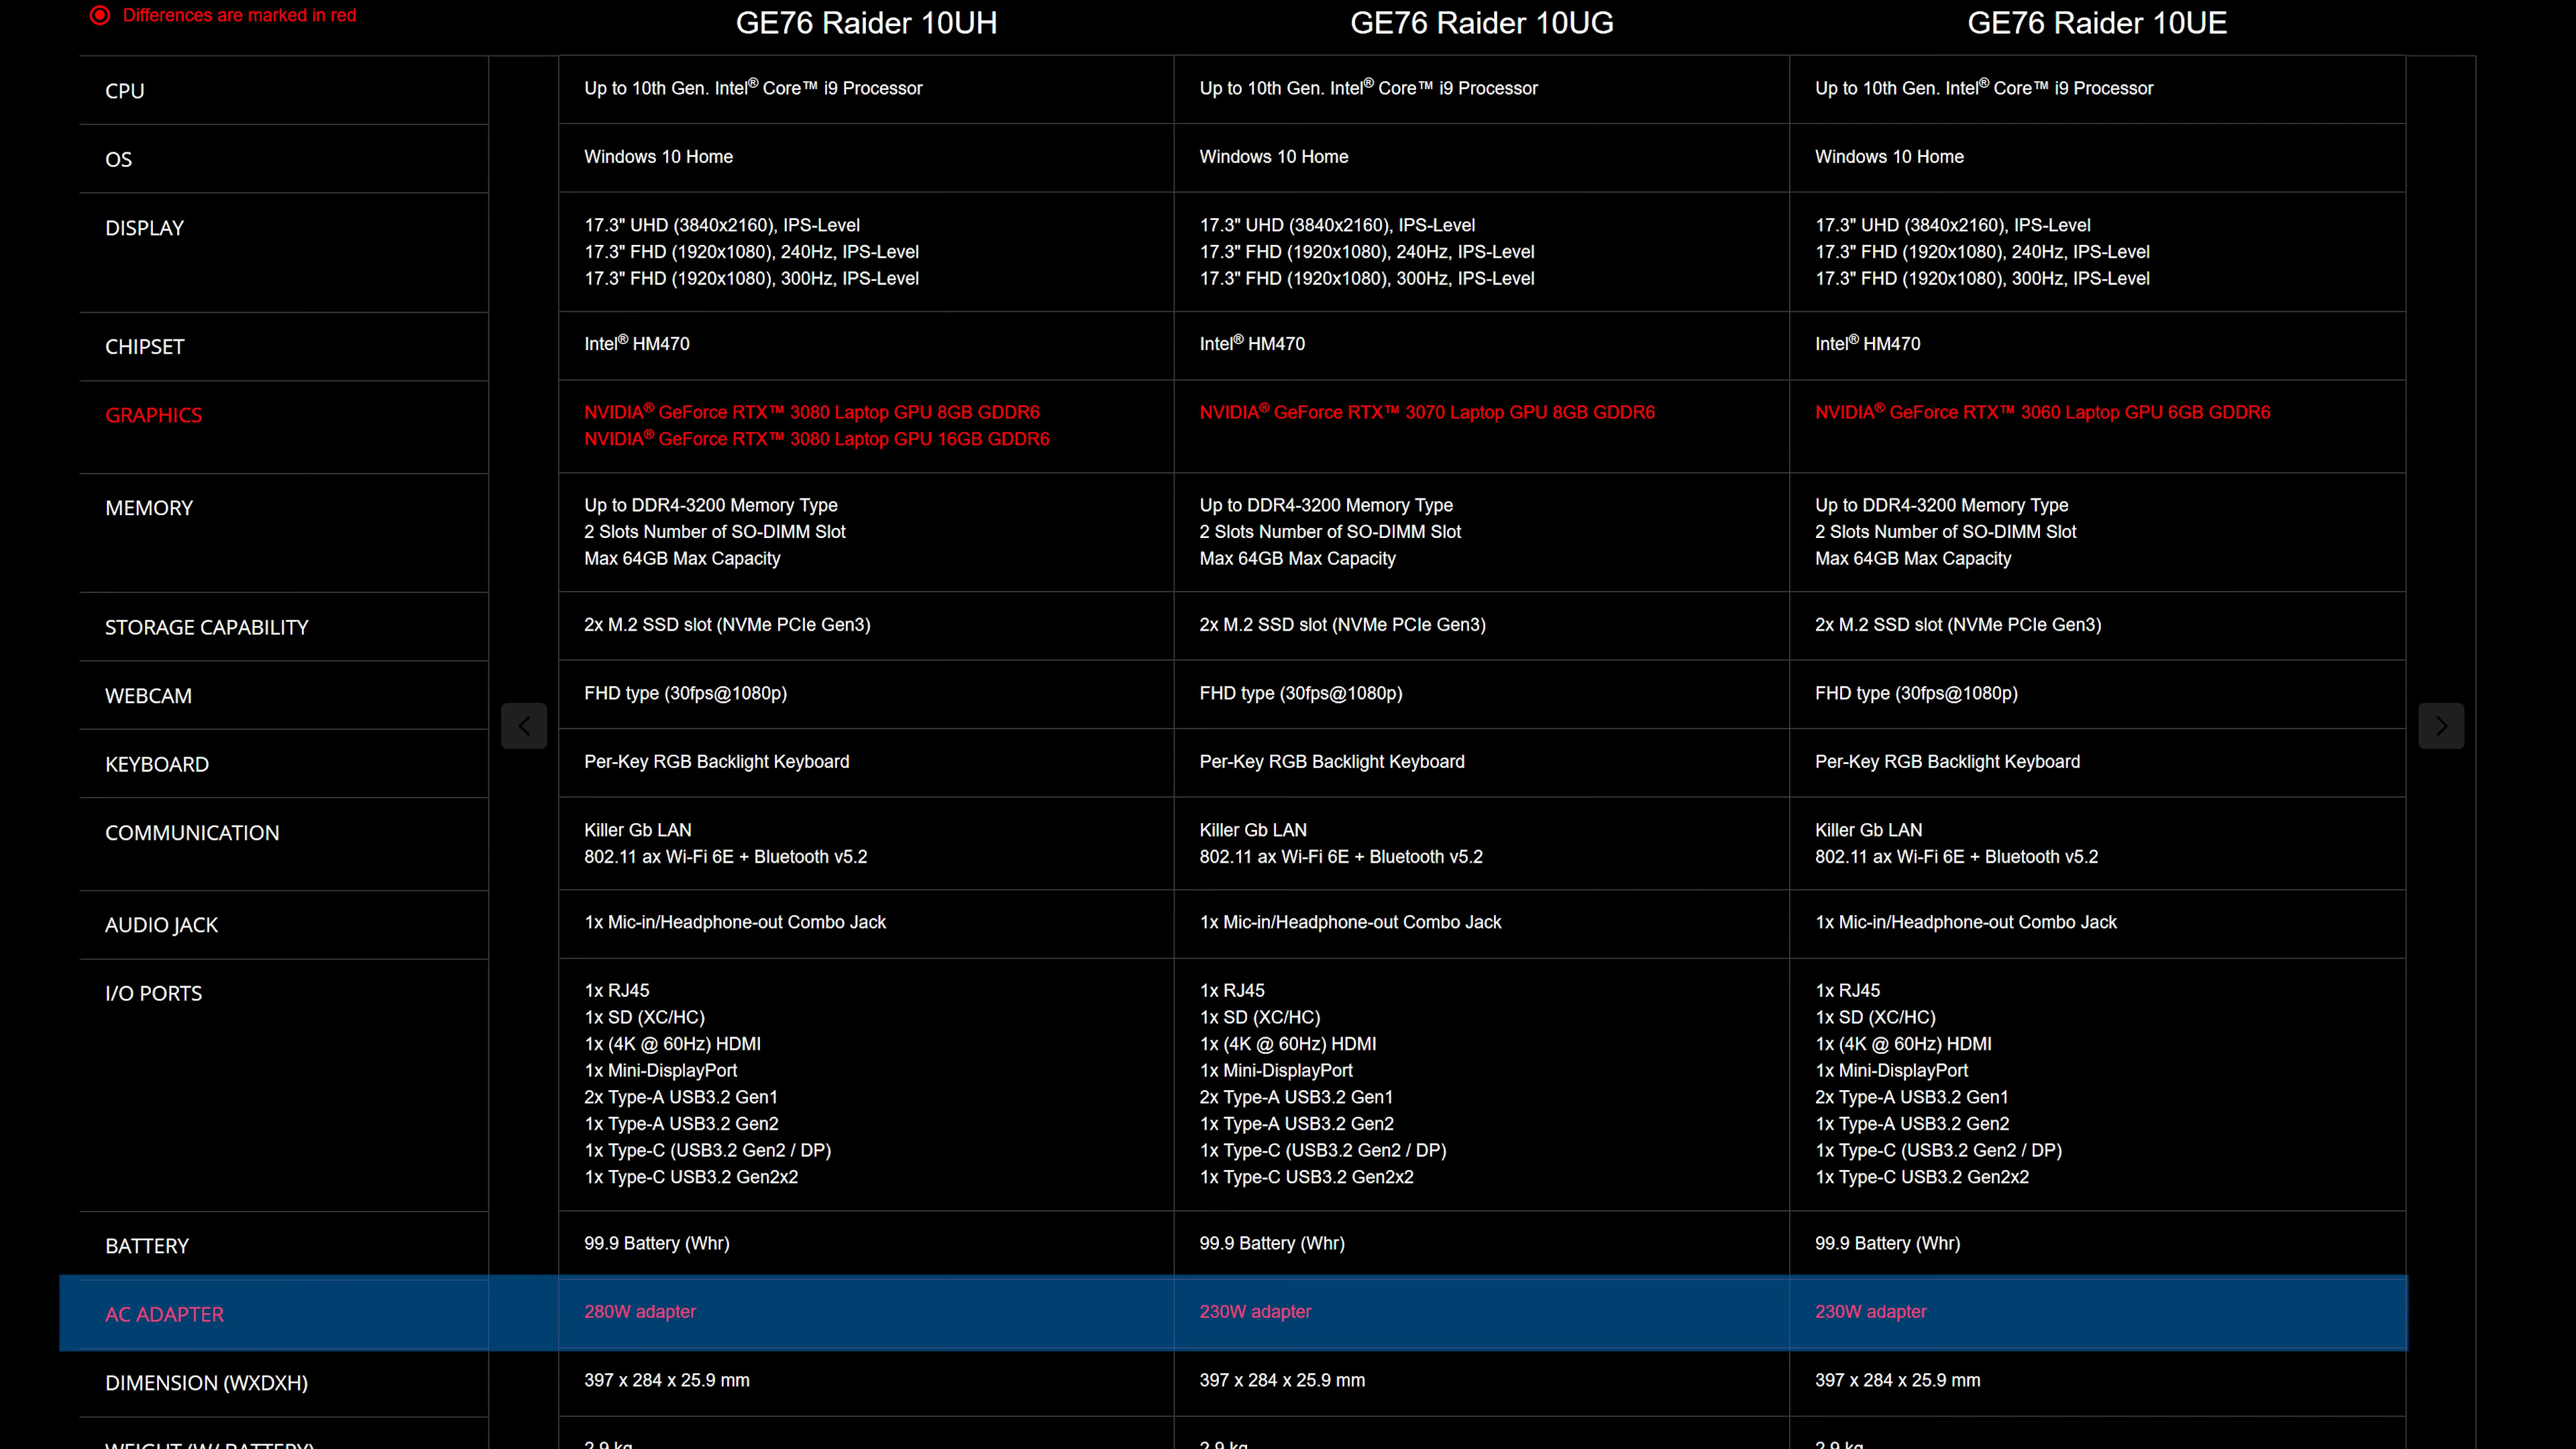 Differences are marked in red
GE76 Raider 10UH
GE76 Raider 10UG
GE76 Raider 10UE
CPU
Up to 10th Gen. Intel® Core™ i9 Processor
Up to 10th Gen. Intel® Core™ i9 Processor
Up to 10th Gen. Intel® Core™ i9 Processor
OS
Windows 10 Home
Windows 10 Home
Windows 10 Home
DISPLAY
17.3" UHD (3840x2160), IPS-Level
17.3" FHD (1920x1080), 240Hz, IPS-Level
17.3" FHD (1920x1080), 300Hz, IPS-Level
17.3" UHD (3840x2160), IPS-Level
17.3" FHD (1920x1080), 240Hz, IPS-Level
17.3" FHD (1920x1080), 300Hz, IPS-Level
17.3" UHD (3840x2160), IPS-Level
17.3" FHD (1920x1080), 240Hz, IPS-Level
17.3" FHD (1920x1080), 300Hz, IPS-Level
CHIPSET
Intel® HM470
Intel® HM470
Intel® HM470
GRAPHICS
NVIDIA® GeForce RTX™ 3080 Laptop GPU 8GB GDDR6
NVIDIA® GeForce RTX™ 3080 Laptop GPU 16GB GDDR6
NVIDIA® GeForce RTX™ 3070 Laptop GPU 8GB GDDR6
NVIDIA® GeForce RTX™ 3060 Laptop GPU 6GB GDDR6
MEMORY
Up to DDR4-3200 Memory Type
2 Slots Number of SO-DIMM Slot
Max 64GB Max Capacity
Up to DDR4-3200 Memory Type
2 Slots Number of SO-DIMM Slot
Max 64GB Max Capacity
Up to DDR4-3200 Memory Type
2 Slots Number of SO-DIMM Slot
Max 64GB Max Capacity
STORAGE CAPABILITY
2x M.2 SSD slot (NVMe PCIe Gen3)
2x M.2 SSD slot (NVMe PCIe Gen3)
2x M.2 SSD slot (NVMe PCIe Gen3)
WEBCAM
FHD type (30fps@1080p)
FHD type (30fps@1080p)
FHD type (30fps@1080p)
KEYBOARD
Per-Key RGB Backlight Keyboard
Per-Key RGB Backlight Keyboard
Per-Key RGB Backlight Keyboard
COMMUNICATION
Killer Gb LAN
802.11 ax Wi-Fi 6E + Bluetooth v5.2
Killer Gb LAN
802.11 ax Wi-Fi 6E + Bluetooth v5.2
Killer Gb LAN
802.11 ax Wi-Fi 6E + Bluetooth v5.2
AUDIO JACK
1x Mic-in/Headphone-out Combo Jack
1x Mic-in/Headphone-out Combo Jack
1x Mic-in/Headphone-out Combo Jack
I/O PORTS
1x RJ45
1x SD (XC/HC)
1x (4K @ 60Hz) HDMI
1x Mini-DisplayPort
2x Type-A USB3.2 Gen1
1x Type-A USB3.2 Gen2
1x Type-C (USB3.2 Gen2 / DP)
1x Type-C USB3.2 Gen2x2
1x RJ45
1x SD (XC/HC)
1x (4K @ 60Hz) HDMI
1x Mini-DisplayPort
2x Type-A USB3.2 Gen1
1x Type-A USB3.2 Gen2
1x Type-C (USB3.2 Gen2 / DP)
1x Type-C USB3.2 Gen2x2
1x RJ45
1x SD (XC/HC)
1x (4K @ 60Hz) HDMI
1x Mini-DisplayPort
2x Type-A USB3.2 Gen1
1x Type-A USB3.2 Gen2
1x Type-C (USB3.2 Gen2 / DP)
1x Type-C USB3.2 Gen2x2
BATTERY
99.9 Battery (Whr)
99.9 Battery (Whr)
99.9 Battery (Whr)
AC ADAPTER
280W adapter
230W adapter
230W adapter
DIMENSION (WXDXH)
397 x 284 x 25.9 mm
397 x 284 x 25.9 mm
397 x 284 x 25.9 mm
WEIGHT (W/ BATTERY)
2.9 kg
2.9 kg
2.9 kg